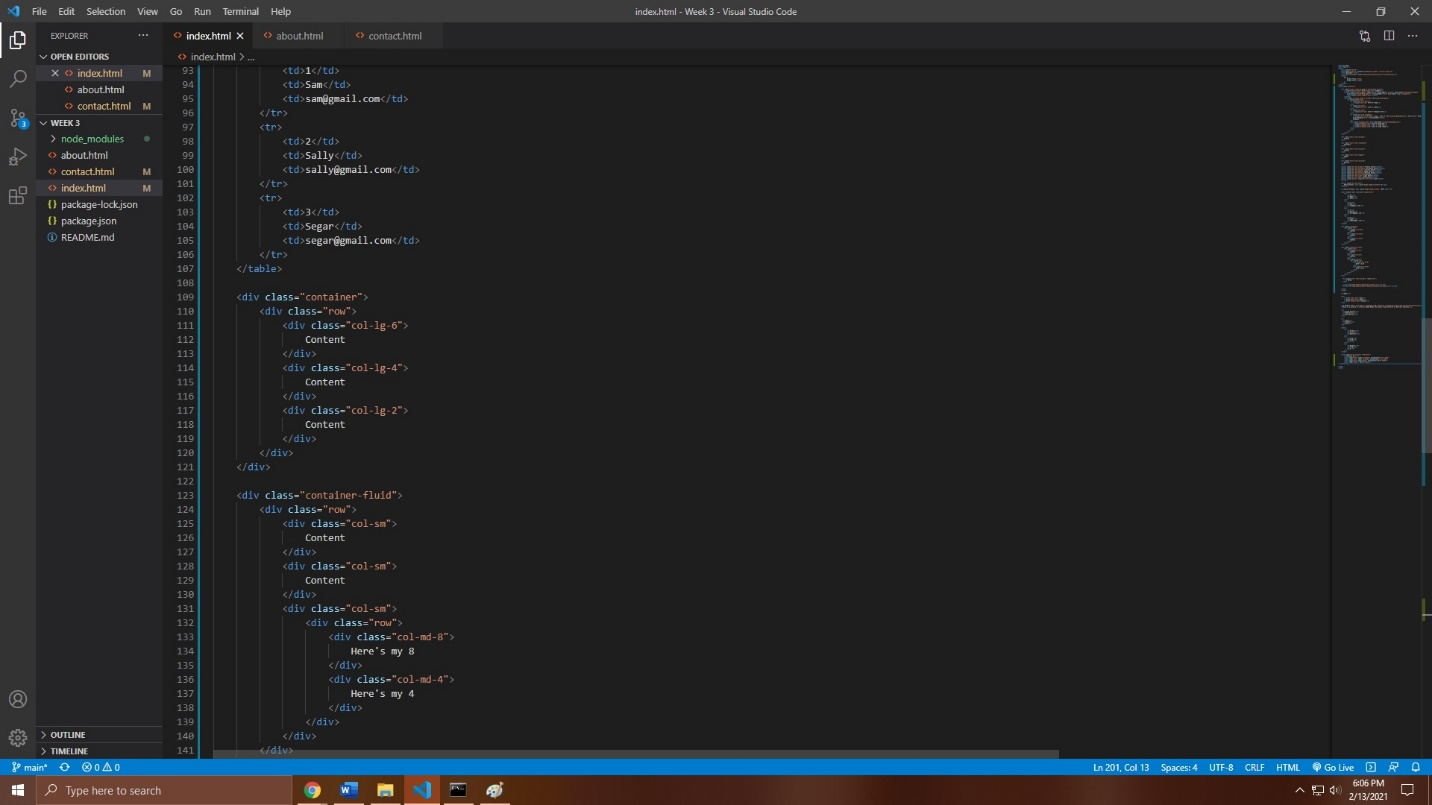 File Edit Selection View Go Run Terminal Help
index.html - Week 3 - Visual Studio Code
EXPLORER
OPEN EDITORS
index.html M
about.html
contact.html M
WEEK 3
node_modules
about.html
contact.html M
index.html M
package-lock.json
package.json
README.md
OUTLINE
TIMELINE
index.html about.html contact.html
index.html > ...
93 <td>1</td>
94 <td>Sam</td>
95 <td>sam@gmail.com</td>
96 </tr>
97 <tr>
98 <td>2</td>
99 <td>Sally</td>
100 <td>sally@gmail.com</td>
101 </tr>
102 <tr>
103 <td>3</td>
104 <td>Segar</td>
105 <td>segar@gmail.com</td>
106 </tr>
107 </table>
108
109 <div class="container">
110 <div class="row">
111 <div class="col-lg-6">
112 Content
113 </div>
114 <div class="col-lg-4">
115 Content
116 </div>
117 <div class="col-lg-2">
118 Content
119 </div>
120 </div>
121 </div>
122
123 <div class="container-fluid">
124 <div class="row">
125 <div class="col-sm">
126 Content
127 </div>
128 <div class="col-sm">
129 Content
130 </div>
131 <div class="col-sm">
132 <div class="row">
133 <div class="col-md-8">
134 Here's my 8
135 </div>
136 <div class="col-md-4">
137 Here's my 4
138 </div>
139 </div>
140 </div>
141 </div>
3
main* 0 0 Ln 201, Col 13 Spaces: 4 UTF-8 CRLF HTML Go Live
Type here to search
6:06 PM
2/13/2021